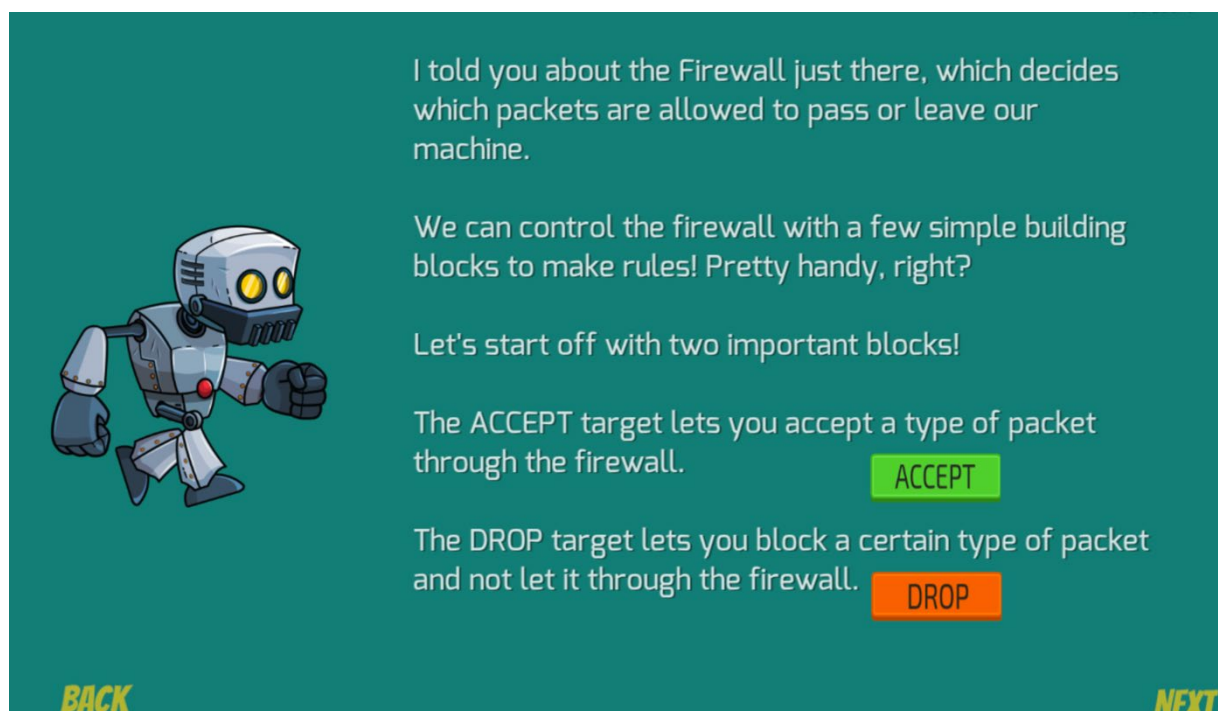 I told you about the Firewall just there, which decides
which packets are allowed to pass or leave our
machine.
We can control the firewall with a few simple building
blocks to make rules! Pretty handy, right?
Let's start off with two important blocks!
The ACCEPT target lets you accept a type of packet
through the firewall.
ACCEPT
The DROP target lets you block a certain type of packet
and not let it through the firewall.
DROP
BACK
NEXT